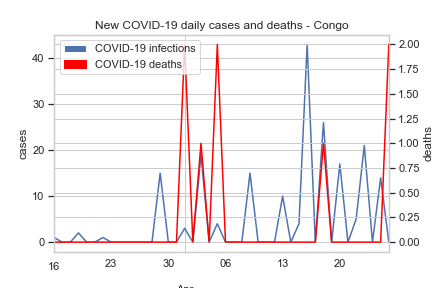 New COVID-19 daily cases and deaths - Congo
COVID-19 infections
COVID-19 deaths
40
30
20
10
0
cases
2.00
1.75
1.50
1.25
1.00
0.75
0.50
0.25
0.00
deaths
16 23 30 06 13 20